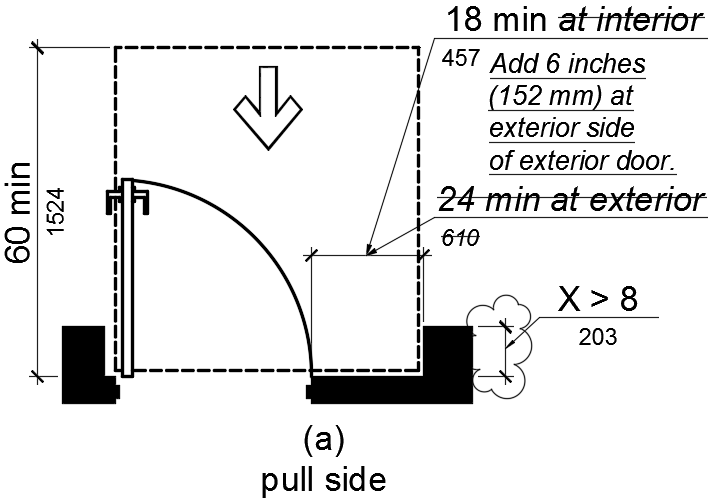 18 min at interior
457 Add 6 inches
(152 mm) at
exterior side
of exterior door.
24 min at exterior
610
60 min
1524
X > 8
203
(a)
pull side